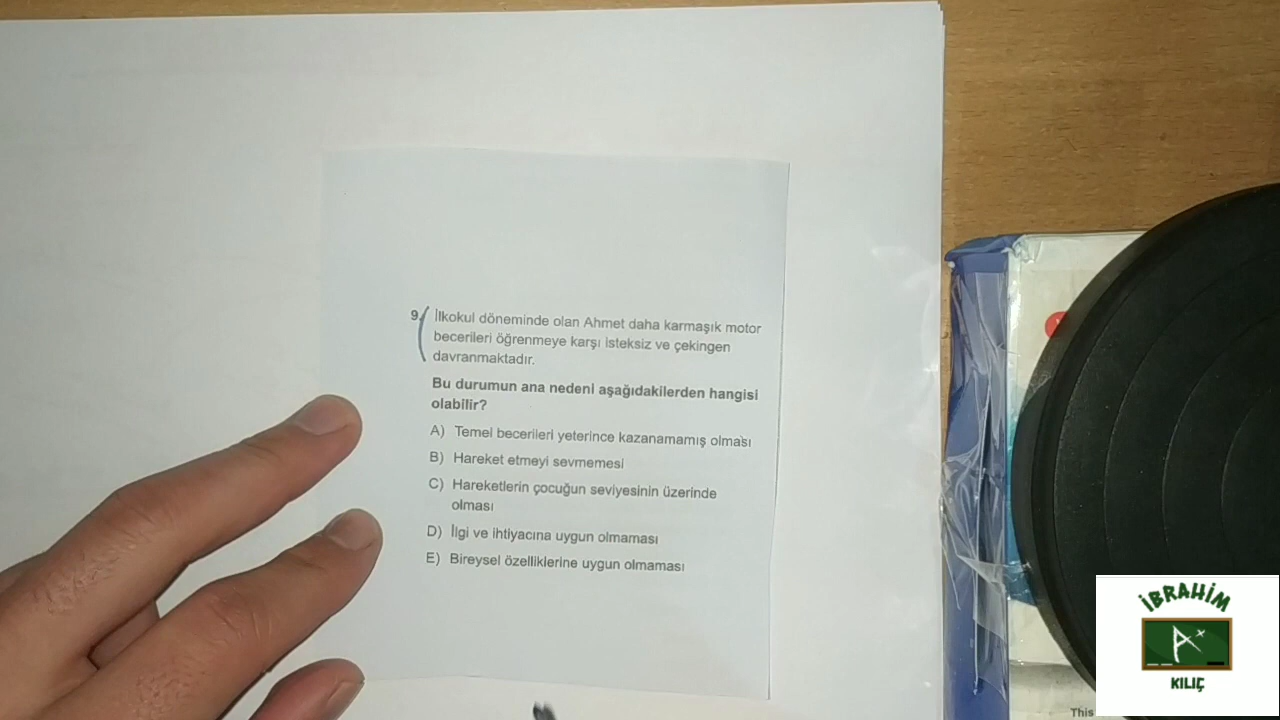 9. İlkokul döneminde olan Ahmet daha karmaşık motor
becerileri öğrenmeye karşı isteksiz ve çekingen
davranmaktadır.
Bu durumun ana nedeni aşağıdakilerden hangisi
olabilir?
A) Temel becerileri yeterince kazanamamış olması
B) Hareket etmeyi sevmemesi
C) Hareketlerin çocuğun seviyesinin üzerinde
olması
D) İlgi ve ihtiyacına uygun olmaması
E) Bireysel özelliklerine uygun olmaması
İBRAHİM
A+
KILIÇ
This